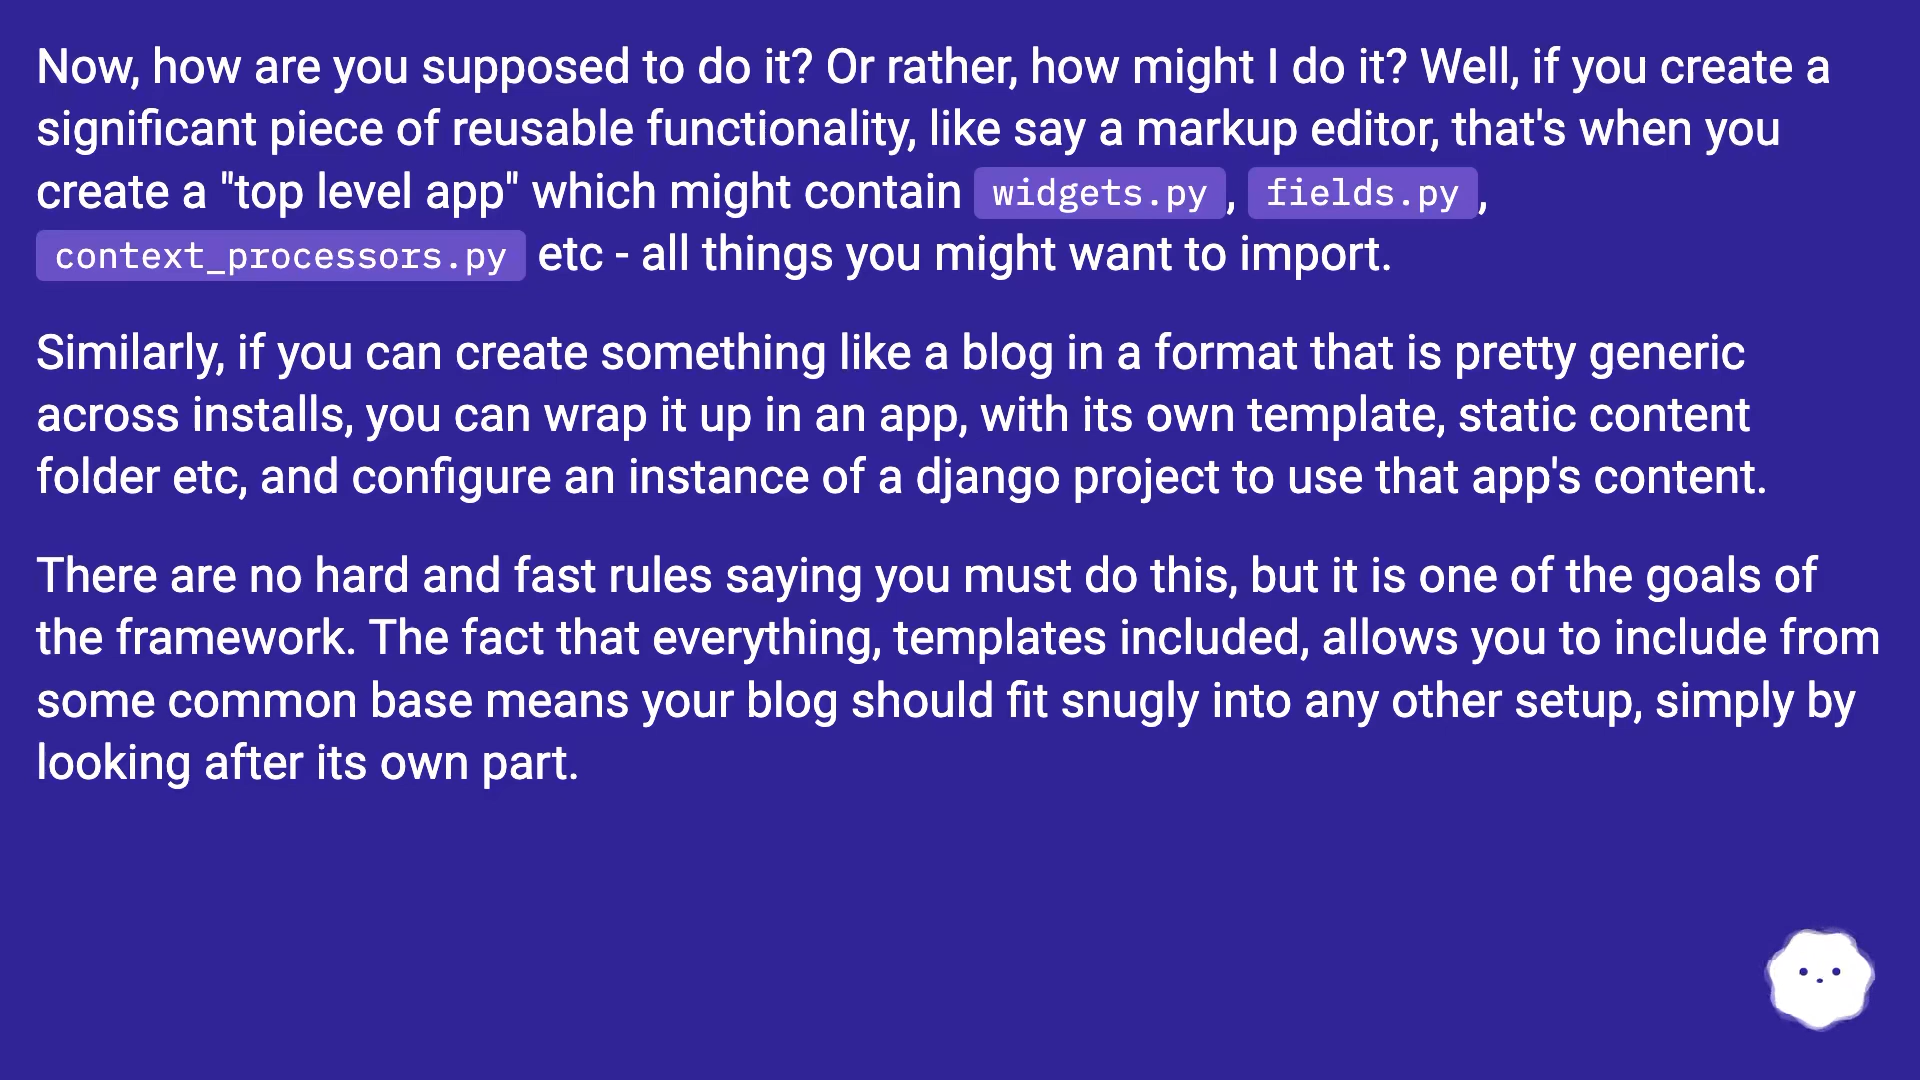 Now, how are you supposed to do it? Or rather, how might I do it? Well, if you create a
significant piece of reusable functionality, like say a markup editor, that's when you
create a "top level app" which might contain widgets.py, fields.py,
context_processors.py etc - all things you might want to import.
Similarly, if you can create something like a blog in a format that is pretty generic
across installs, you can wrap it up in an app, with its own template, static content
folder etc, and configure an instance of a django project to use that app's content.
There are no hard and fast rules saying you must do this, but it is one of the goals of
the framework. The fact that everything, templates included, allows you to include from
some common base means your blog should fit snugly into any other setup, simply by
looking after its own part.